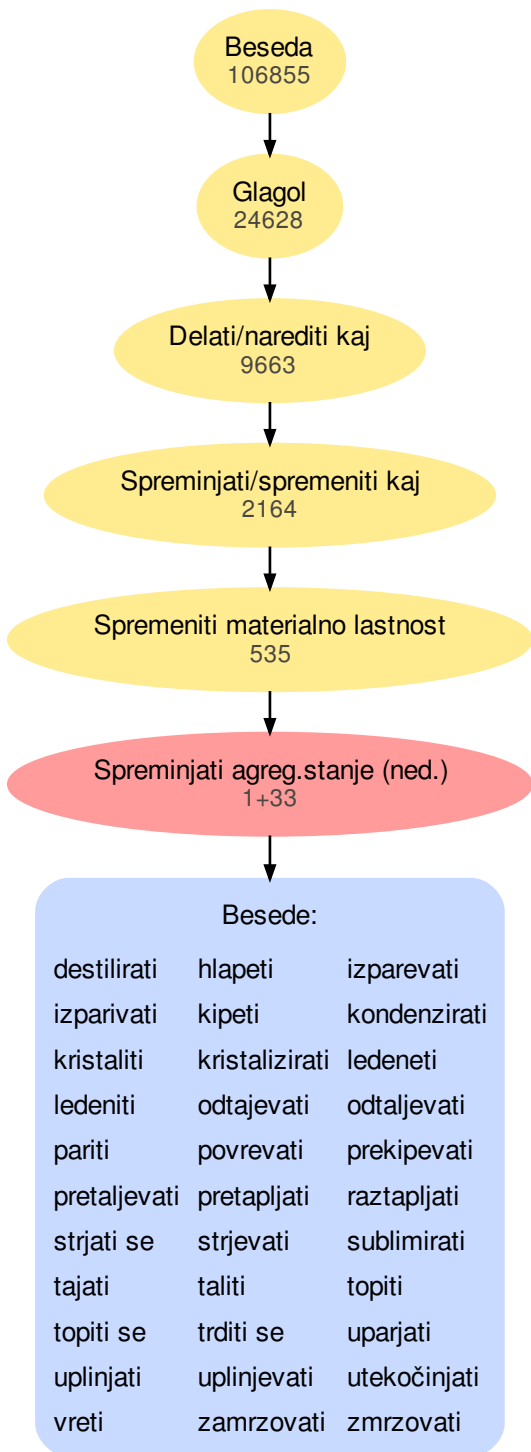 Beseda
106855
Glagol
24628
Delati/narediti kaj
9663
Spreminjati/spremeniti kaj
2164
Spremeniti materialno lastnost
535
Spreminjati agreg.stanje (ned.)
1+33
Besede:
destilirati hlapeti izparevati
izparivati kipeti kondenzirati
kristaliti kristalizirati ledeneti
ledeniti odtajevati odtaljevati
pariti povrevati prekipevati
pretaljevati pretapljati raztapljati
strjati se strjevati sublimirati
tajati taliti topiti
topiti se trditi se uparjati
uplinjati uplinjevati utekočinjati
vreti zamrzovati zmrzovati